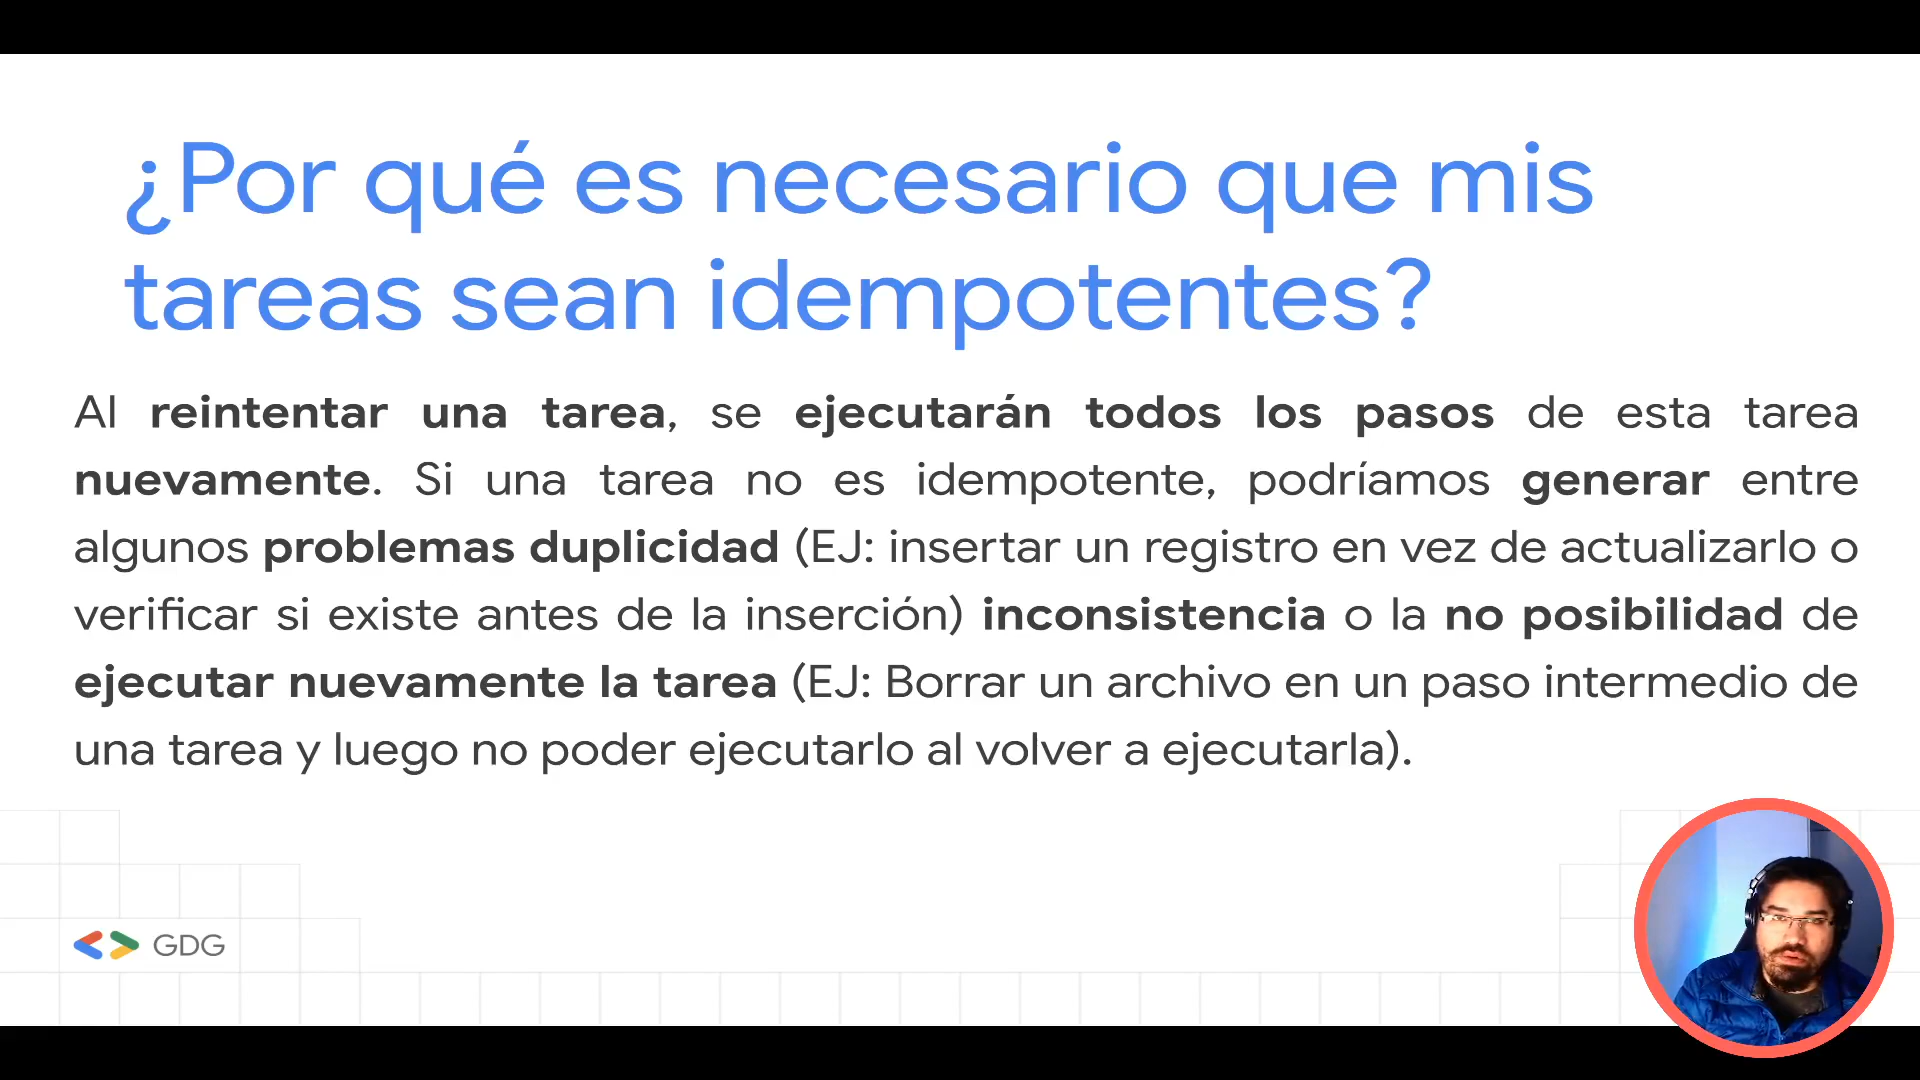 ¿Por qué es necesario que mis
tareas sean idempotentes?
Al reintentar una tarea, se ejecutarán todos los pasos de esta tarea
nuevamente. Si una tarea no es idempotente, podríamos generar entre
algunos problemas duplicidad (EJ: insertar un registro en vez de actualizarlo o
verificar si existe antes de la inserción) inconsistencia o la no posibilidad de
ejecutar nuevamente la tarea (EJ: Borrar un archivo en un paso intermedio de
una tarea y luego no poder ejecutarlo al volver a ejecutarla).
GDG